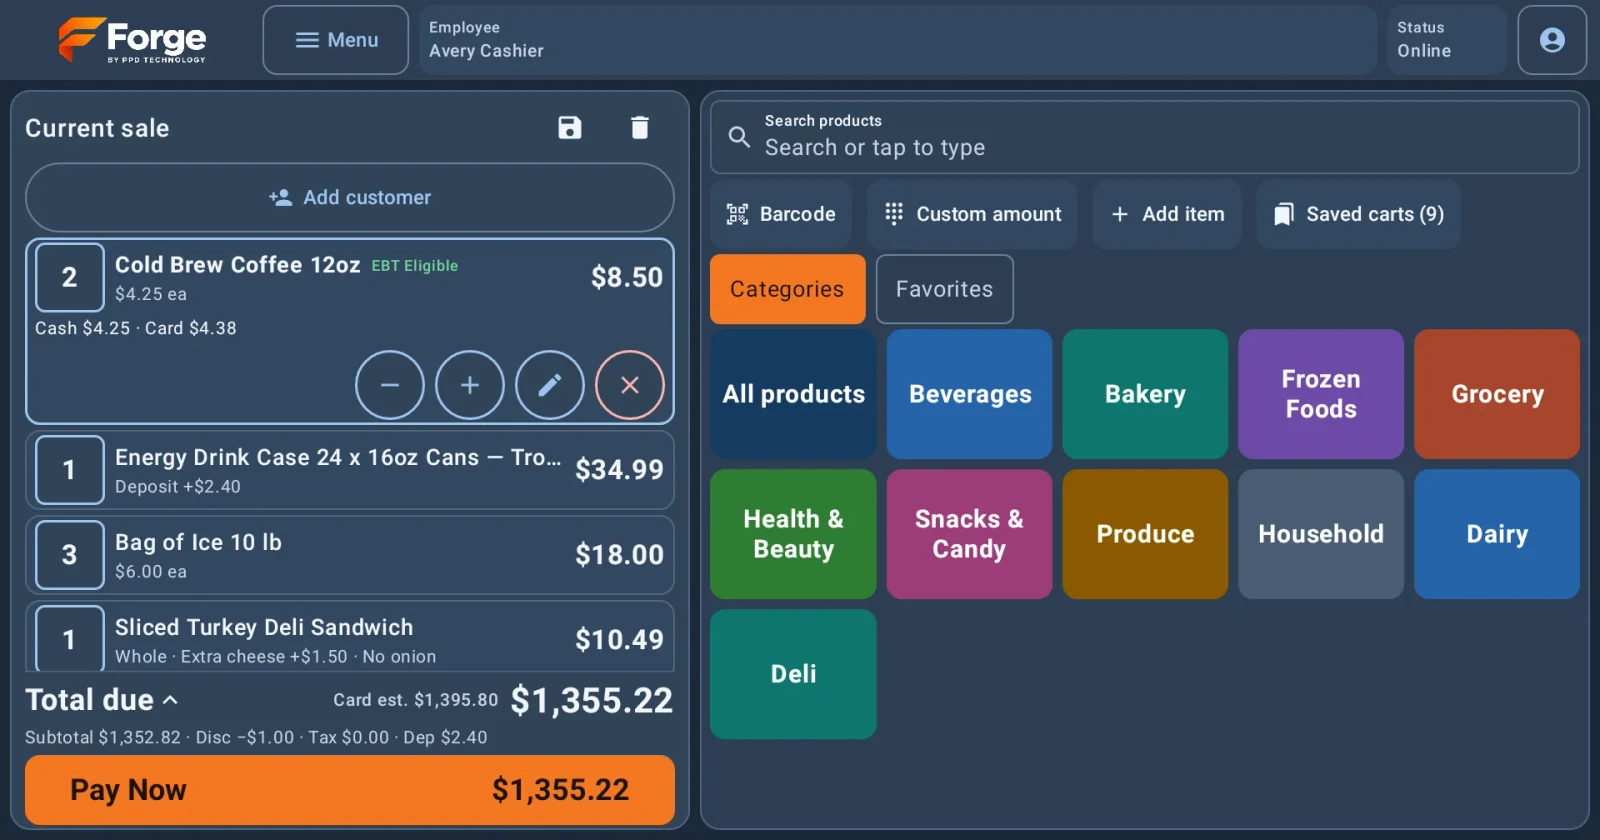 Forge
BY PPD TECHNOLOGY
Menu
Employee
Avery Cashier
Status
Online
Current sale
Add customer
2
Cold Brew Coffee 12oz EBT Eligible
$4.25 ea
$8.50
Cash $4.25 · Card $4.38
1
Energy Drink Case 24 x 16oz Cans — Tro...
Deposit +$2.40
$34.99
3
Bag of Ice 10 lb
$6.00 ea
$18.00
1
Sliced Turkey Deli Sandwich
Whole · Extra cheese +$1.50 · No onion
$10.49
Total due
Card est. $1,395.80 $1,355.22
Subtotal $1,352.82 · Disc −$1.00 · Tax $0.00 · Dep $2.40
Pay Now $1,355.22
Search products
Search or tap to type
Barcode
Custom amount
Add item
Saved carts (9)
Categories
Favorites
All products
Beverages
Bakery
Frozen
Foods
Grocery
Health &
Beauty
Snacks &
Candy
Produce
Household
Dairy
Deli